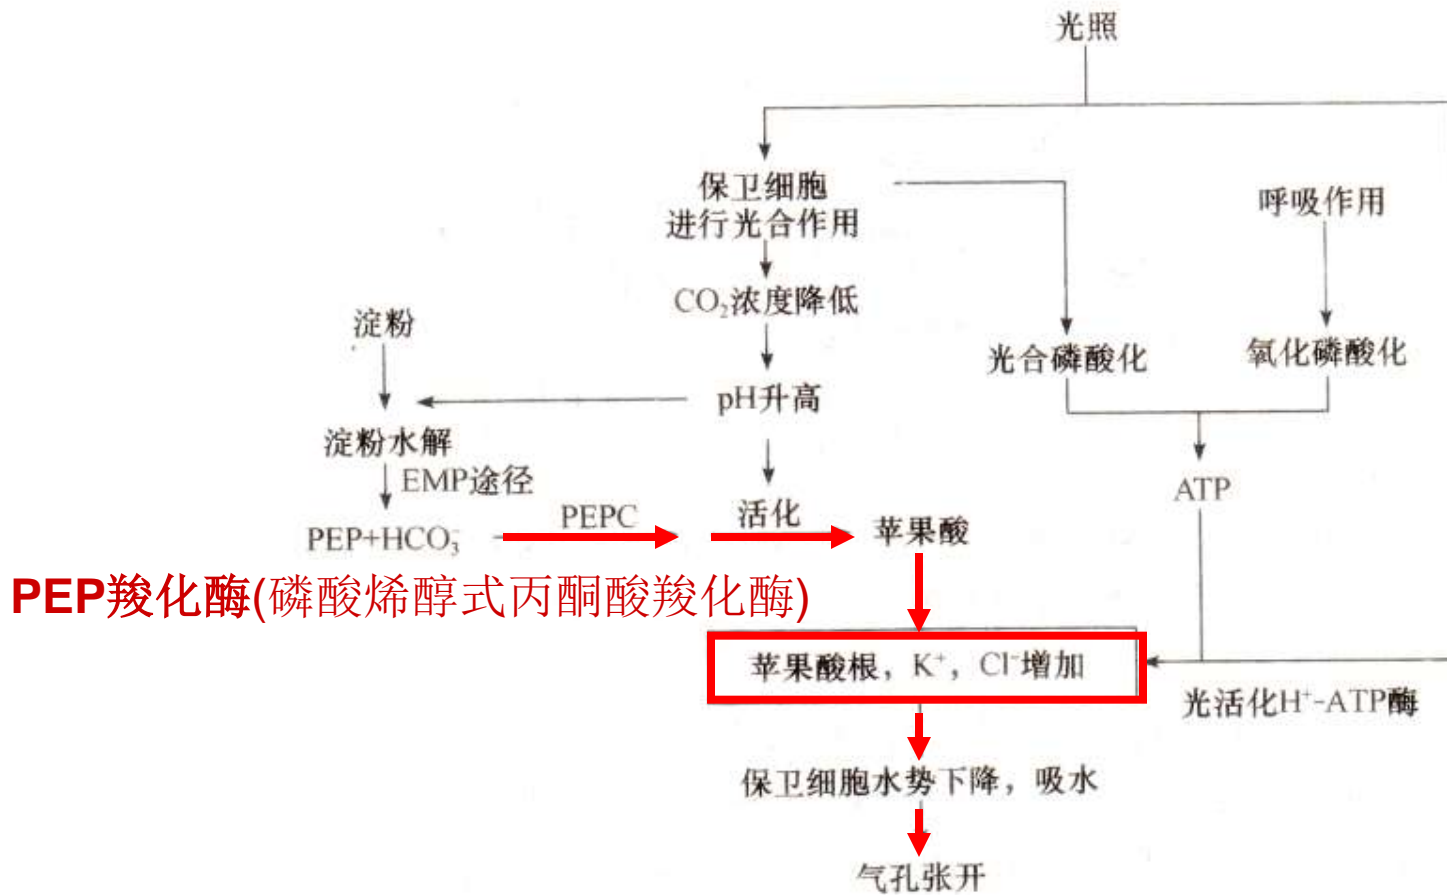 光照
保卫细胞
进行光合作用
呼吸作用
CO₂浓度降低
淀粉
光合磷酸化
氧化磷酸化
pH升高
淀粉水解
EMP途径
ATP
PEPC
活化
PEP+HCO₃⁻
苹果酸
PEP羧化酶(磷酸烯醇式丙酮酸羧化酶)
苹果酸根，K⁺，Cl⁻增加
光活化H⁺-ATP酶
保卫细胞水势下降，吸水
气孔张开